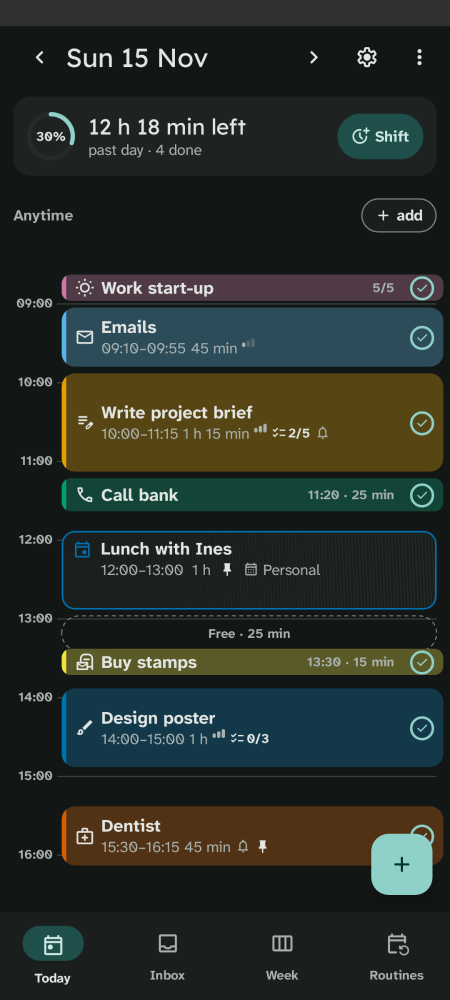 Sun 15 Nov
30%
12 h 18 min left
past day · 4 done
Shift
Anytime
+ add
Work start-up 5/5
09:00
Emails
09:10–09:55 45 min
10:00
Write project brief
10:00–11:15 1 h 15 min 2/5
11:00
Call bank 11:20 · 25 min
12:00
Lunch with Ines
12:00–13:00 1 h Personal
13:00
Free · 25 min
Buy stamps 13:30 · 15 min
14:00
Design poster
14:00–15:00 1 h 0/3
15:00
Dentist
15:30–16:15 45 min
16:00
+
Today Inbox Week Routines